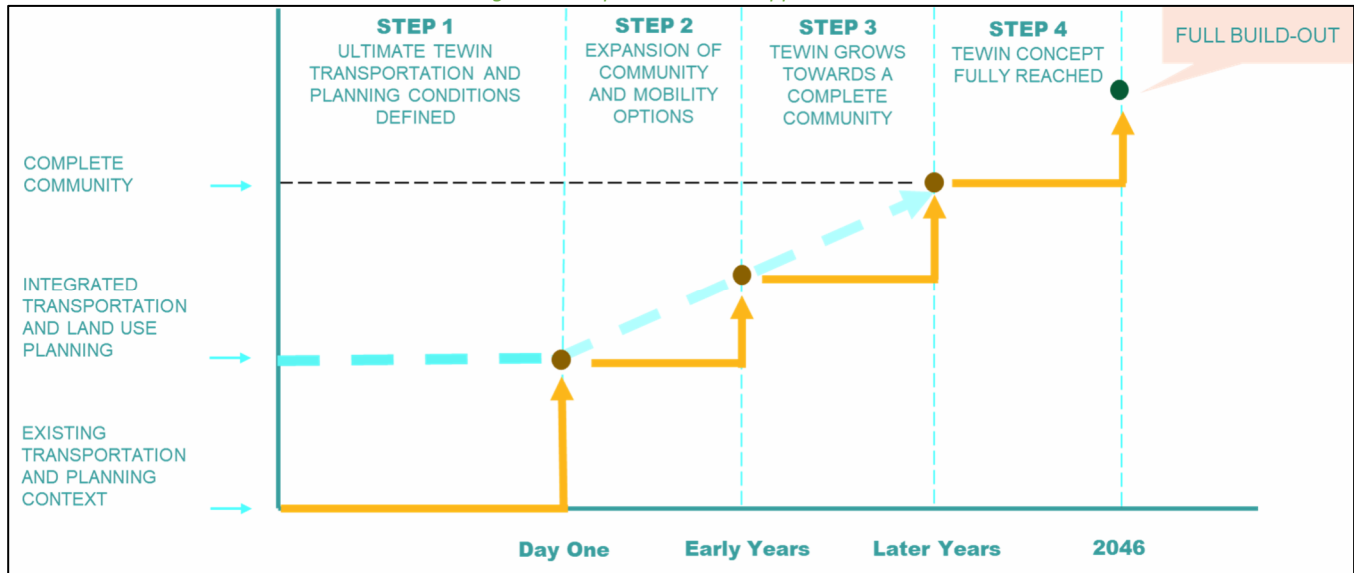 STEP 1
ULTIMATE TEWIN
TRANSPORTATION AND
PLANNING CONDITIONS
DEFINED
STEP 2
EXPANSION OF
COMMUNITY
AND MOBILITY
OPTIONS
STEP 3
TEWIN GROWS
TOWARDS A
COMPLETE
COMMUNITY
STEP 4
TEWIN CONCEPT
FULLY REACHED
FULL BUILD-OUT
COMPLETE
COMMUNITY
INTEGRATED
TRANSPORTATION
AND LAND USE
PLANNING
EXISTING
TRANSPORTATION
AND PLANNING
CONTEXT
Day One
Early Years
Later Years
2046